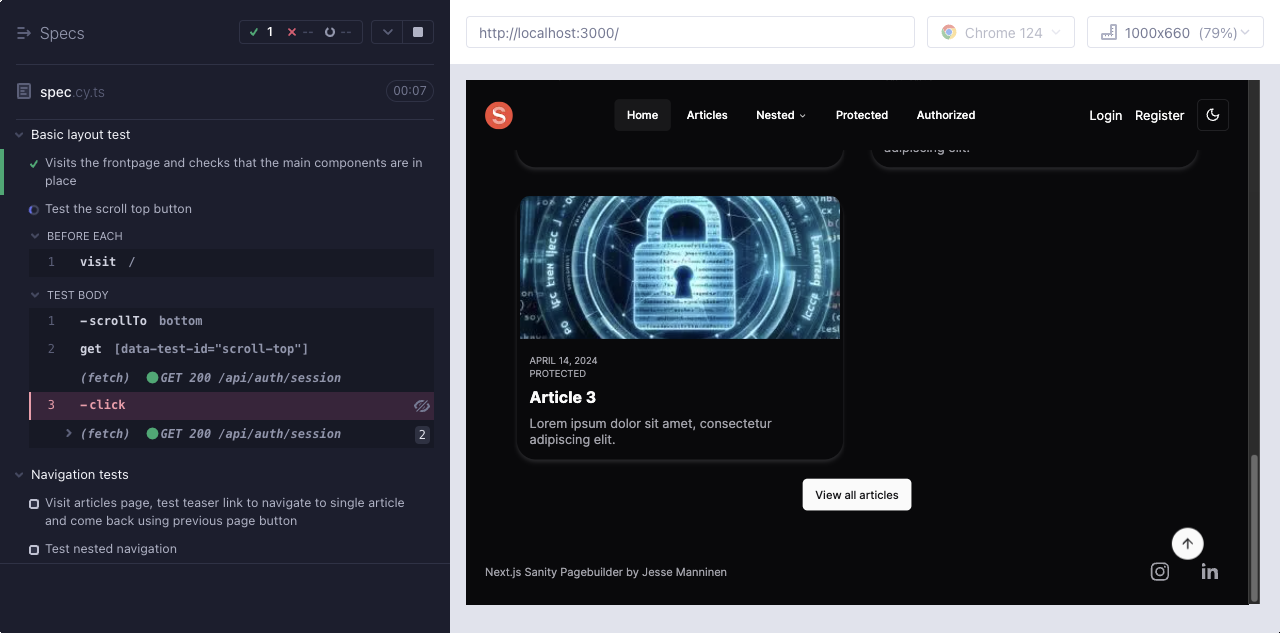 Specs
1
--
--
spec.cy.ts
00:07
Basic layout test
Visits the frontpage and checks that the main components are in
place
Test the scroll top button
BEFORE EACH
1 visit /
TEST BODY
1 -scrollTo bottom
2 get [data-test-id="scroll-top"]
(fetch) GET 200 /api/auth/session
3 -click
(fetch) GET 200 /api/auth/session 2
Navigation tests
Visit articles page, test teaser link to navigate to single article
and come back using previous page button
Test nested navigation
http://localhost:3000/
Chrome 124
1000x660 (79%)
S
Home
Articles
Nested
Protected
Authorized
Login
Register
adipiscing elit.
APRIL 14, 2024
PROTECTED
Article 3
Lorem ipsum dolor sit amet, consectetur
adipiscing elit.
View all articles
Next.js Sanity Pagebuilder by Jesse Manninen
in